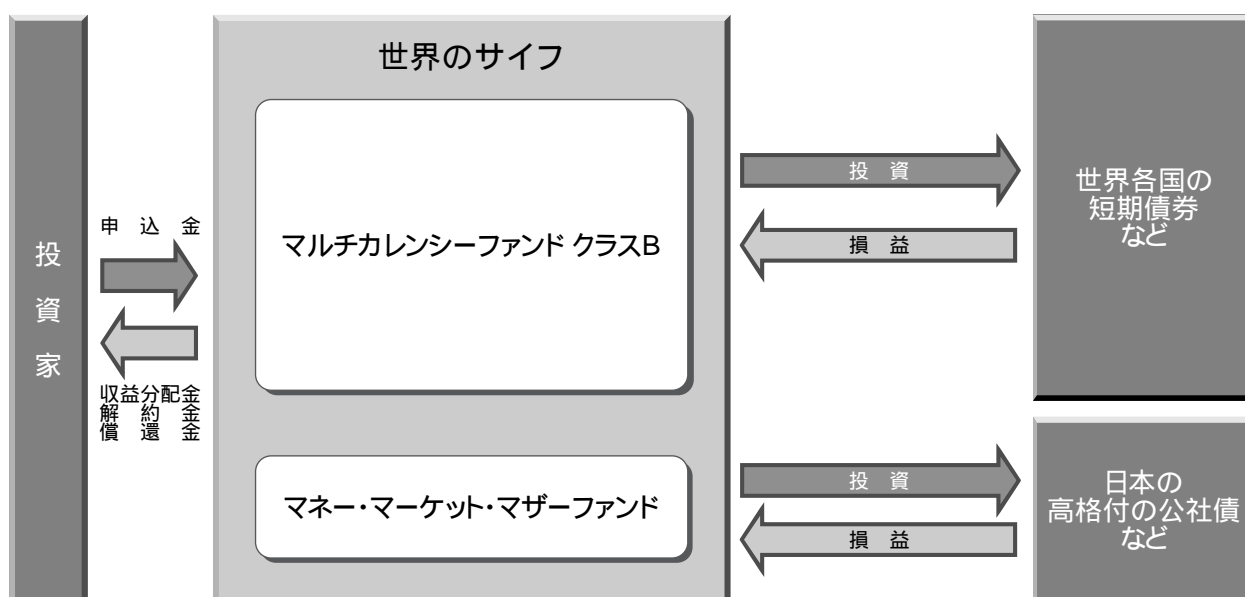 世界のサイフ
投資家
申込金
収益分配金
解約金
償還金
マルチカレンシーファンド クラスB
投資
損益
世界各国の
短期債券
など
マネー・マーケット・マザーファンド
投資
損益
日本の
高格付の公社債
など